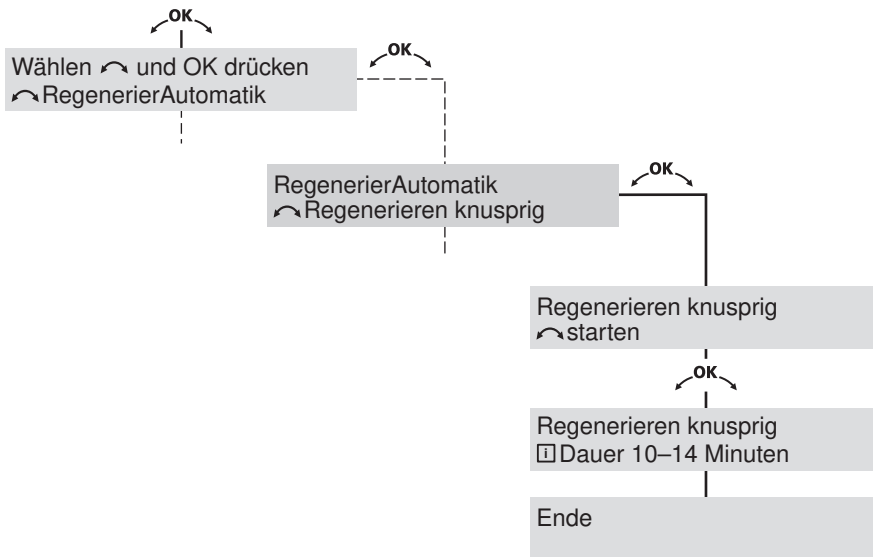 OK
Wählen und OK drücken
RegenerierAutomatik
OK
RegenerierAutomatik
Regenerieren knusprig
OK
Regenerieren knusprig
starten
OK
Regenerieren knusprig
i Dauer 10–14 Minuten
Ende